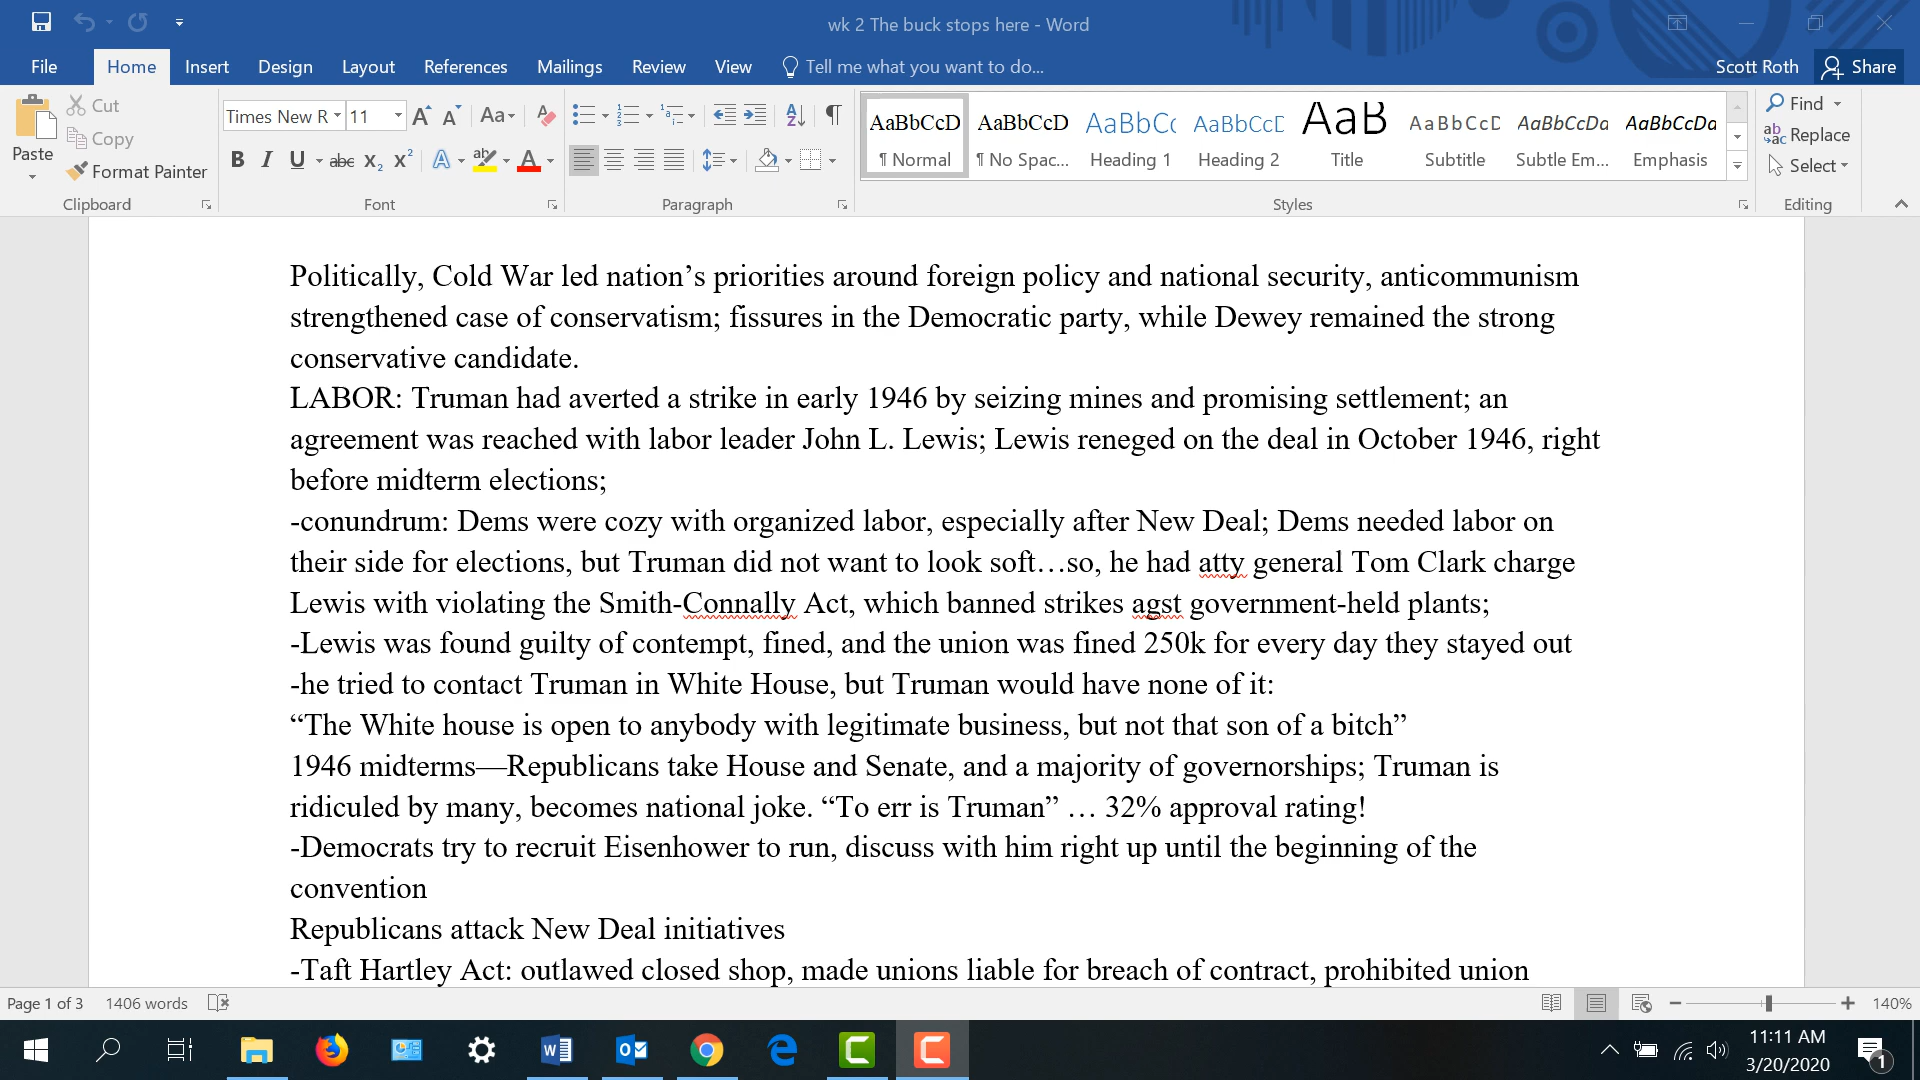 wk 2 The buck stops here - Word
File Home Insert Design Layout References Mailings Review View Tell me what you want to do... Scott Roth Share
Paste Cut Copy Format Painter Clipboard
Times New R 11 Font
Paragraph
AaBbCcD AaBbCcD AaBbCc AaBbCcD AaB AaBbCcD AaBbCcDa AaBbCcDa
¶ Normal ¶ No Spac... Heading 1 Heading 2 Title Subtitle Subtle Em... Emphasis
Styles
Find Replace Select Editing
Politically, Cold War led nation’s priorities around foreign policy and national security, anticommunism
strengthened case of conservatism; fissures in the Democratic party, while Dewey remained the strong
conservative candidate.
LABOR: Truman had averted a strike in early 1946 by seizing mines and promising settlement; an
agreement was reached with labor leader John L. Lewis; Lewis reneged on the deal in October 1946, right
before midterm elections;
-conundrum: Dems were cozy with organized labor, especially after New Deal; Dems needed labor on
their side for elections, but Truman did not want to look soft…so, he had atty general Tom Clark charge
Lewis with violating the Smith-Connally Act, which banned strikes agst government-held plants;
-Lewis was found guilty of contempt, fined, and the union was fined 250k for every day they stayed out
-he tried to contact Truman in White House, but Truman would have none of it:
“The White house is open to anybody with legitimate business, but not that son of a bitch”
1946 midterms—Republicans take House and Senate, and a majority of governorships; Truman is
ridiculed by many, becomes national joke. “To err is Truman” … 32% approval rating!
-Democrats try to recruit Eisenhower to run, discuss with him right up until the beginning of the
convention
Republicans attack New Deal initiatives
-Taft Hartley Act: outlawed closed shop, made unions liable for breach of contract, prohibited union
Page 1 of 3 1406 words 140%
11:11 AM
3/20/2020
1